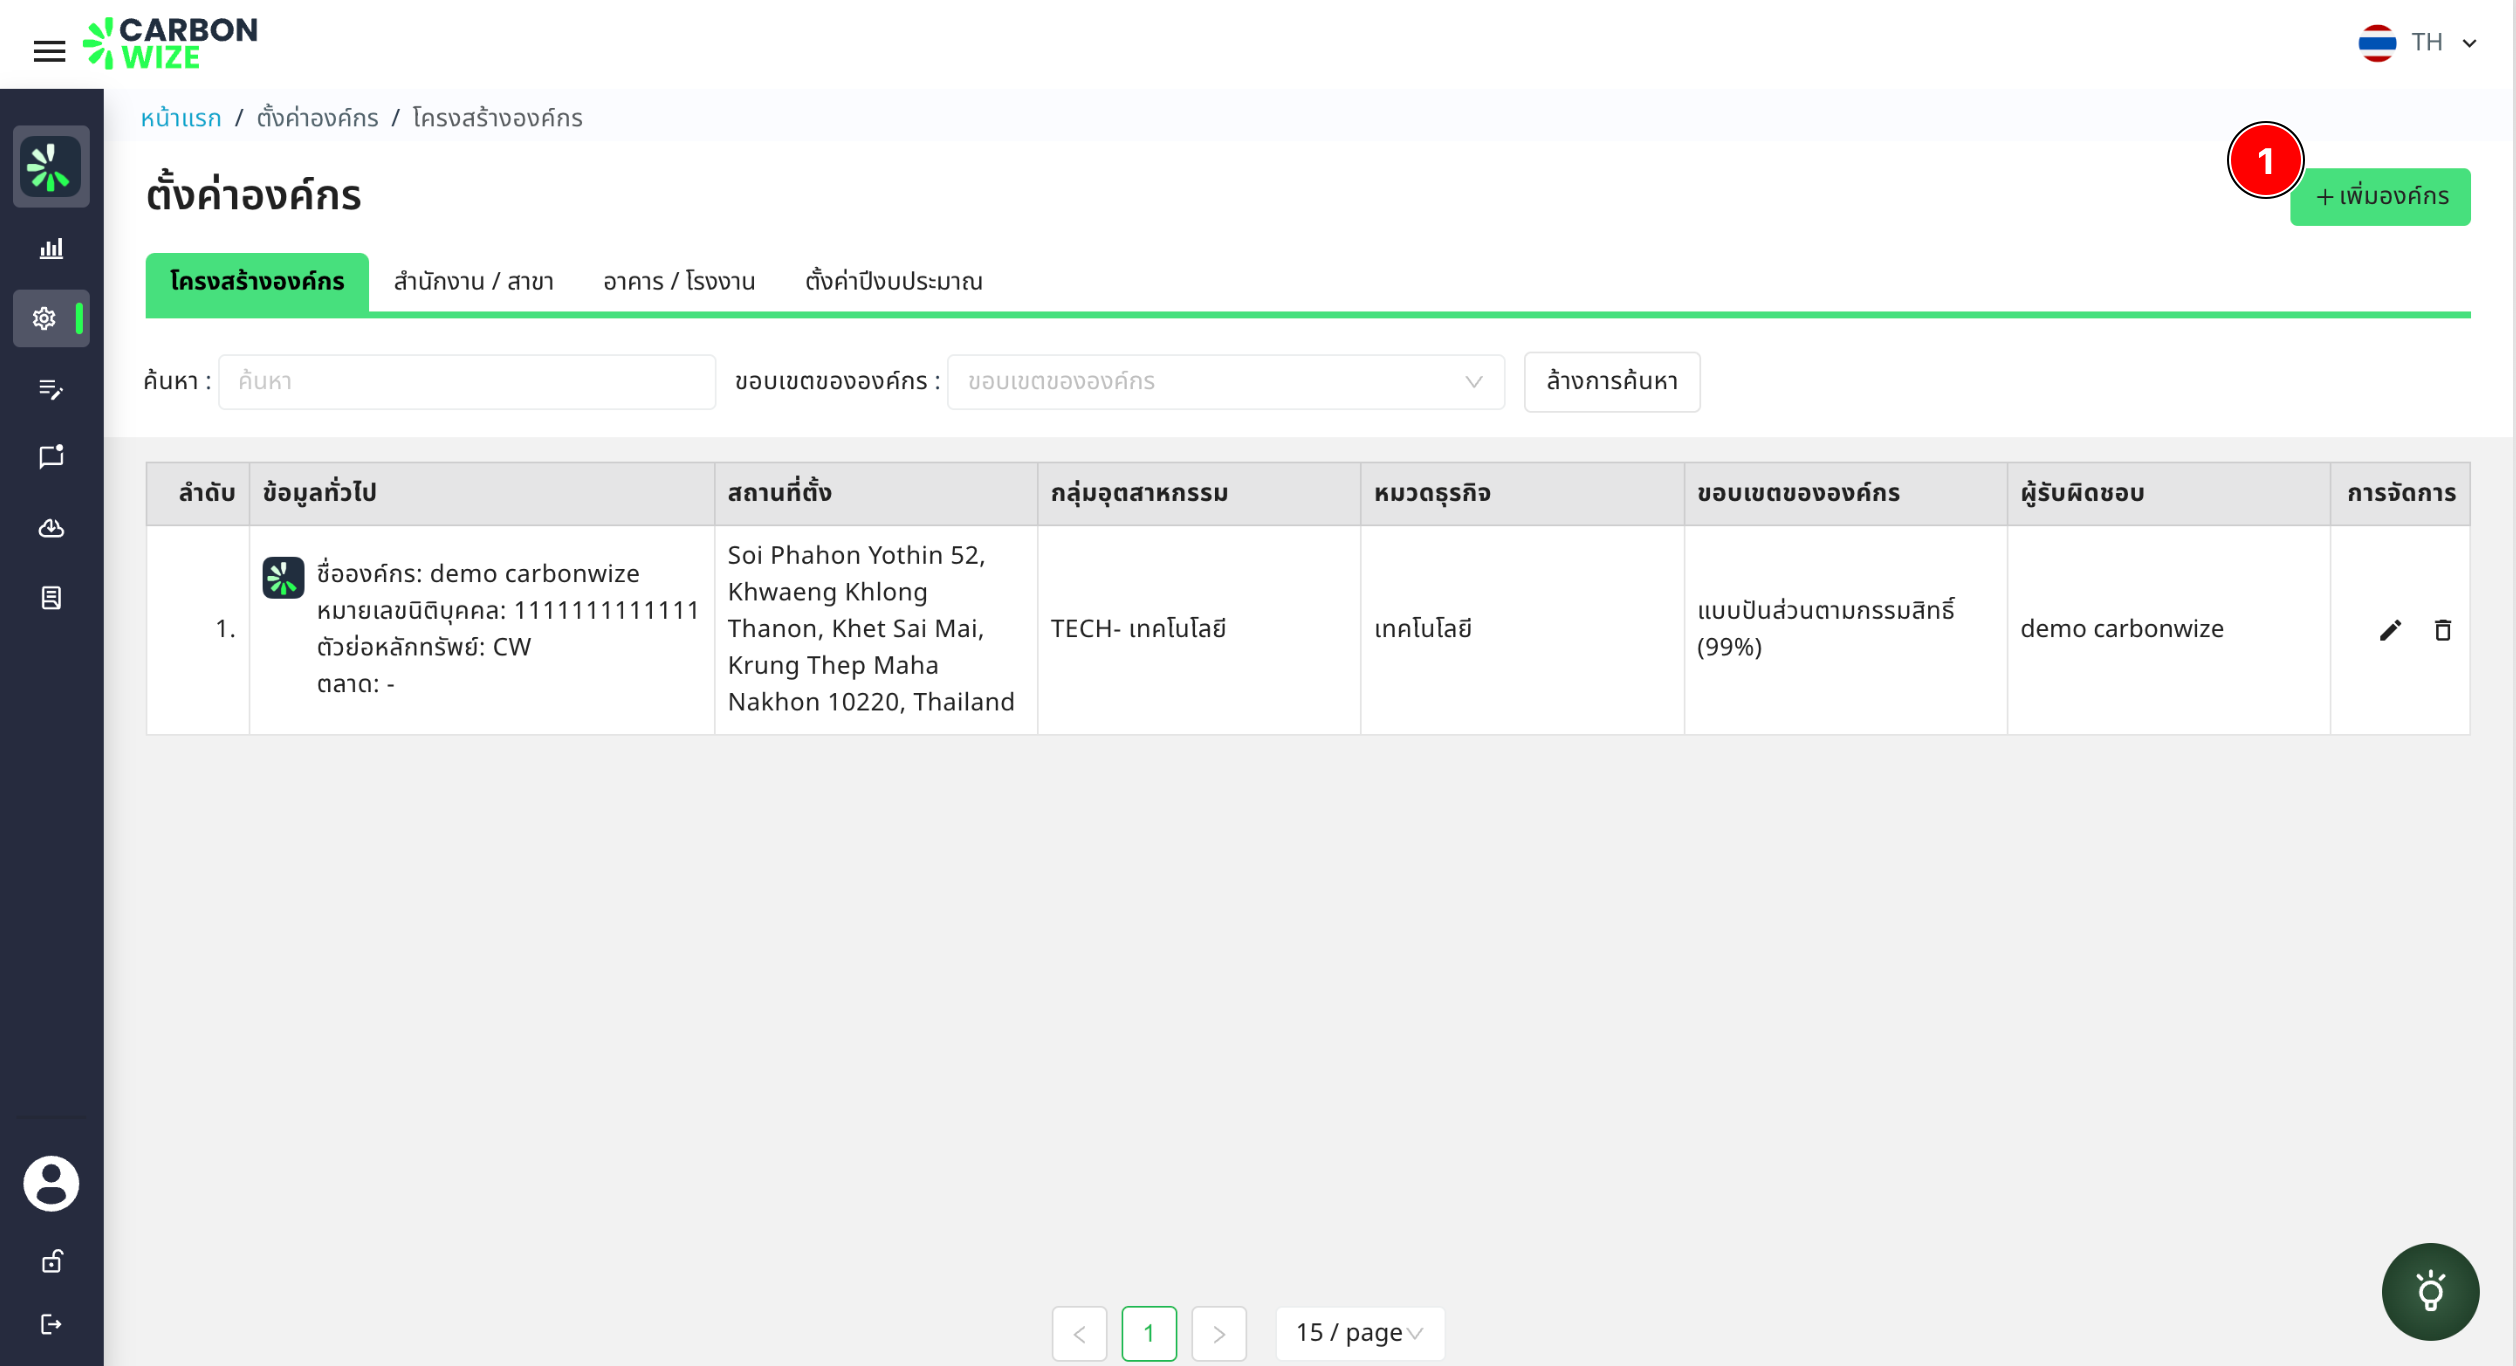 CARBON
WIZE
TH
หน้าแรก / ตั้งค่าองค์กร / โครงสร้างองค์กร
1
ตั้งค่าองค์กร
+ เพิ่มองค์กร
โครงสร้างองค์กร สำนักงาน / สาขา อาคาร / โรงงาน ตั้งค่าปีงบประมาณ
ค้นหา : ค้นหา ขอบเขตขององค์กร : ขอบเขตขององค์กร ล้างการค้นหา
ลำดับ ข้อมูลทั่วไป สถานที่ตั้ง กลุ่มอุตสาหกรรม หมวดธุรกิจ ขอบเขตขององค์กร ผู้รับผิดชอบ การจัดการ
1.
ชื่อองค์กร: demo carbonwize
หมายเลขนิติบุคคล: 1111111111111
ตัวย่อหลักทรัพย์: CW
ตลาด: -
Soi Phahon Yothin 52,
Khwaeng Khlong
Thanon, Khet Sai Mai,
Krung Thep Maha
Nakhon 10220, Thailand
TECH- เทคโนโลยี
เทคโนโลยี
แบบปันส่วนตามกรรมสิทธิ์
(99%)
demo carbonwize
< 1 > 15 / page